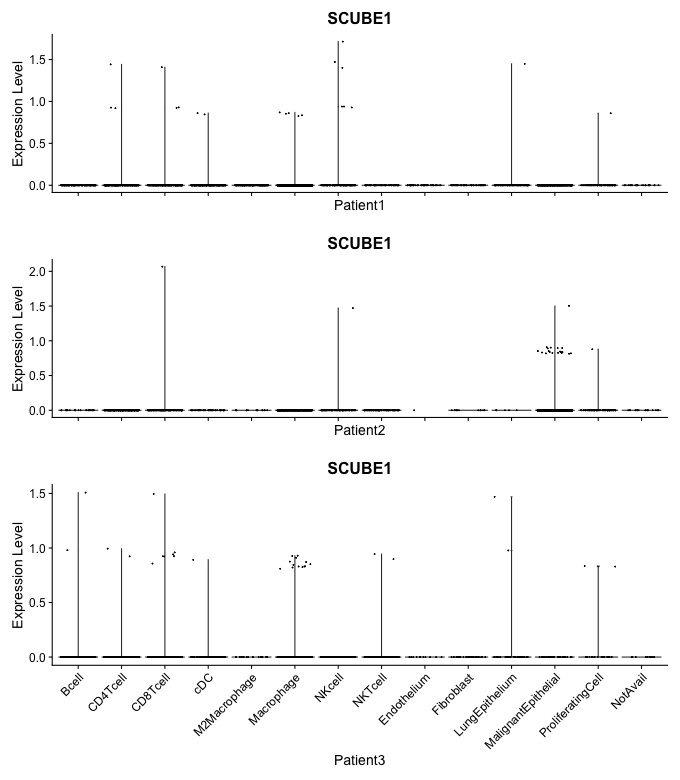 SCUBE1
Expression Level
1.5
1.0
0.5
0.0
Patient1
SCUBE1
Expression Level
2.0
1.5
1.0
0.5
0.0
Patient2
SCUBE1
Expression Level
1.5
1.0
0.5
0.0
Bcell
CD4Tcell
CD8Tcell
cDC
M2Macrophage
Macrophage
NKcell
NKTcell
Endothelium
Fibroblast
LungEpithelium
MalignantEpithelial
ProliferatingCell
NotAvail
Patient3